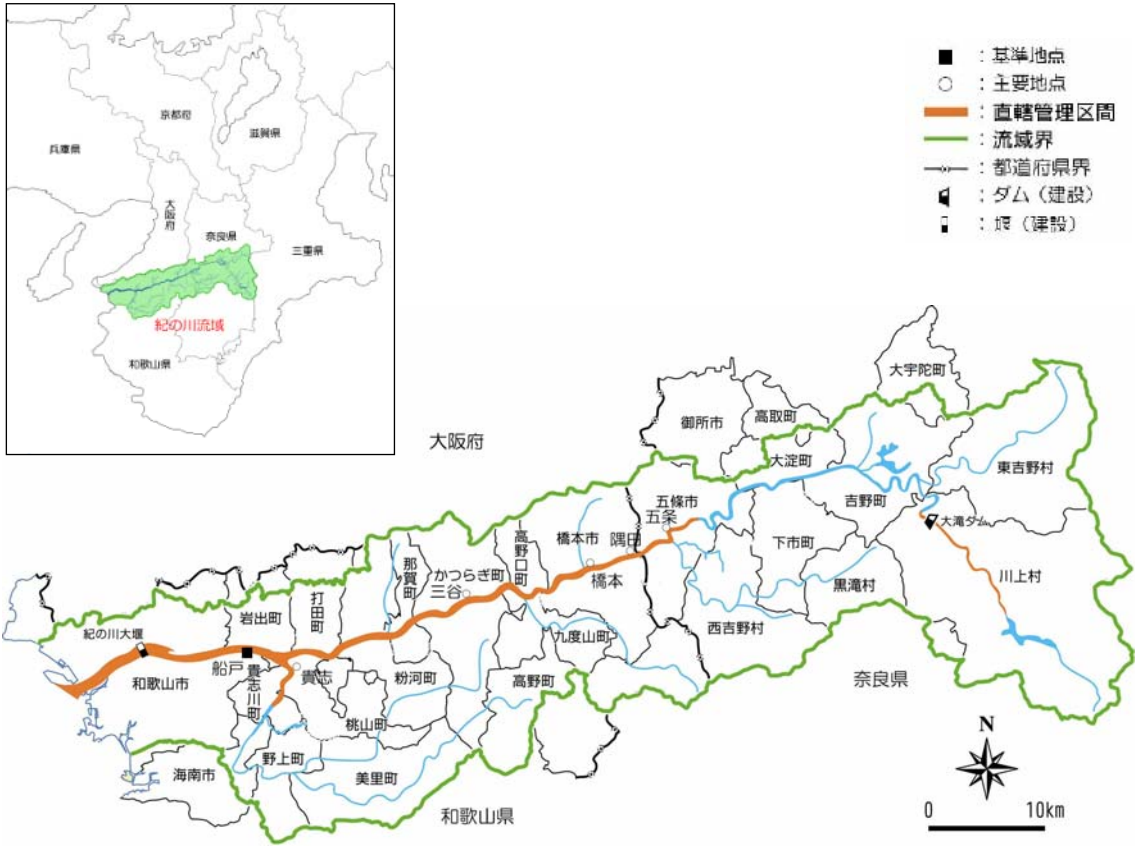 京都府
滋賀県
兵庫県
大阪府
奈良県
三重県
紀の川流域
和歌山県
■ : 基準地点
○ : 主要地点
: 直轄管理区間
: 流域界
: 都道府県界
: ダム（建設）
: 堰（建設）
大宇陀町
御所市
高取町
大阪府
大淀町
東吉野村
五條市
吉野町
五条
大滝ダム
高野口町
橋本市
隅田
下市町
那賀町
かつらぎ町
橋本
川上村
三谷
黒滝村
打田町
岩出町
紀の川大堰
九度山町
西吉野村
船戸
貴志
粉河町
高野町
奈良県
和歌山市
貴志川町
桃山町
N
野上町
海南市
美里町
和歌山県
0 10km